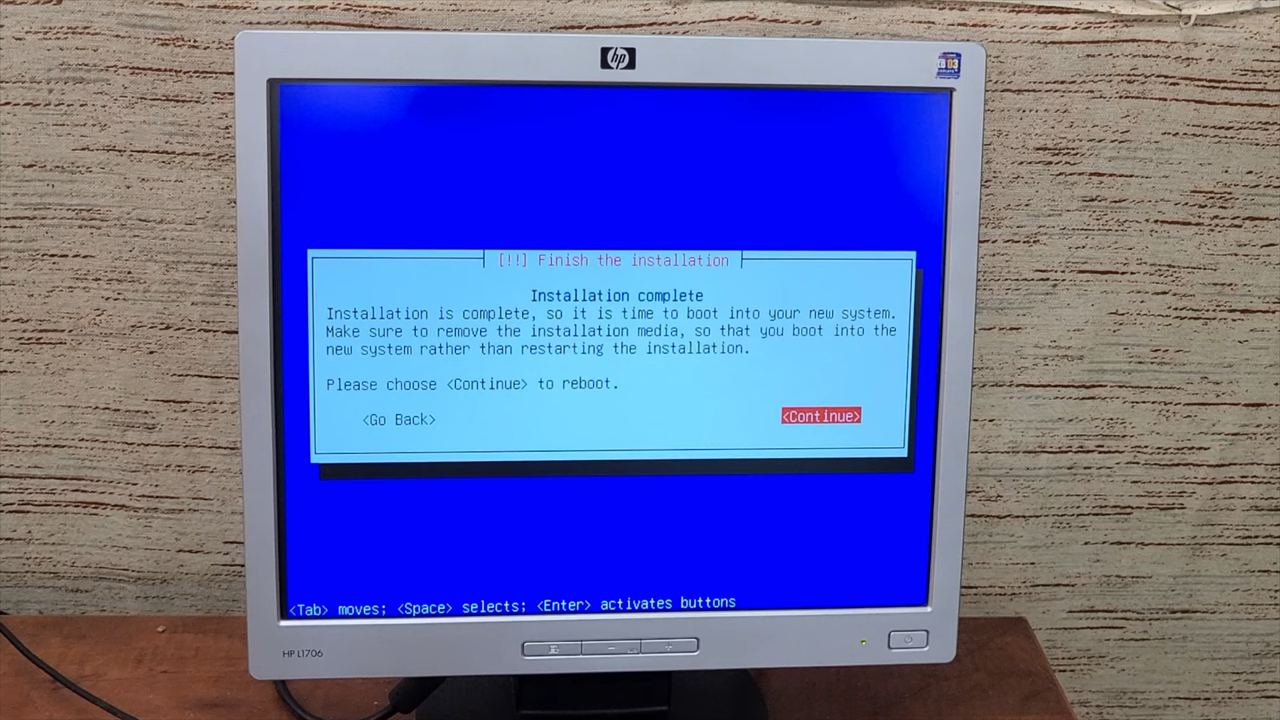 hp
[!!] Finish the installation
Installation complete
Installation is complete, so it is time to boot into your new system.
Make sure to remove the installation media, so that you boot into the
new system rather than restarting the installation.
Please choose <Continue> to reboot.
<Go Back>
<Continue>
<Tab> moves; <Space> selects; <Enter> activates buttons
HP L1706